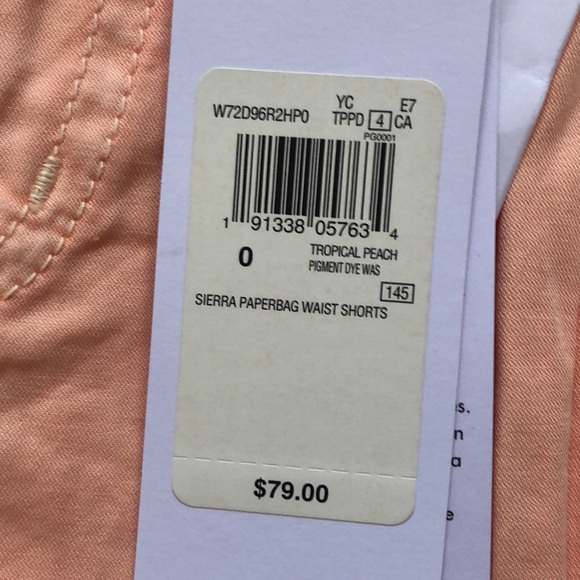 YC E7
W72D96R2HP0 TPPD 4 CA
PG0001
1 91338 05763 4
0 TROPICAL PEACH
PIGMENT DYE WAS
145
SIERRA PAPERBAG WAIST SHORTS
$79.00
s.
n
a
e